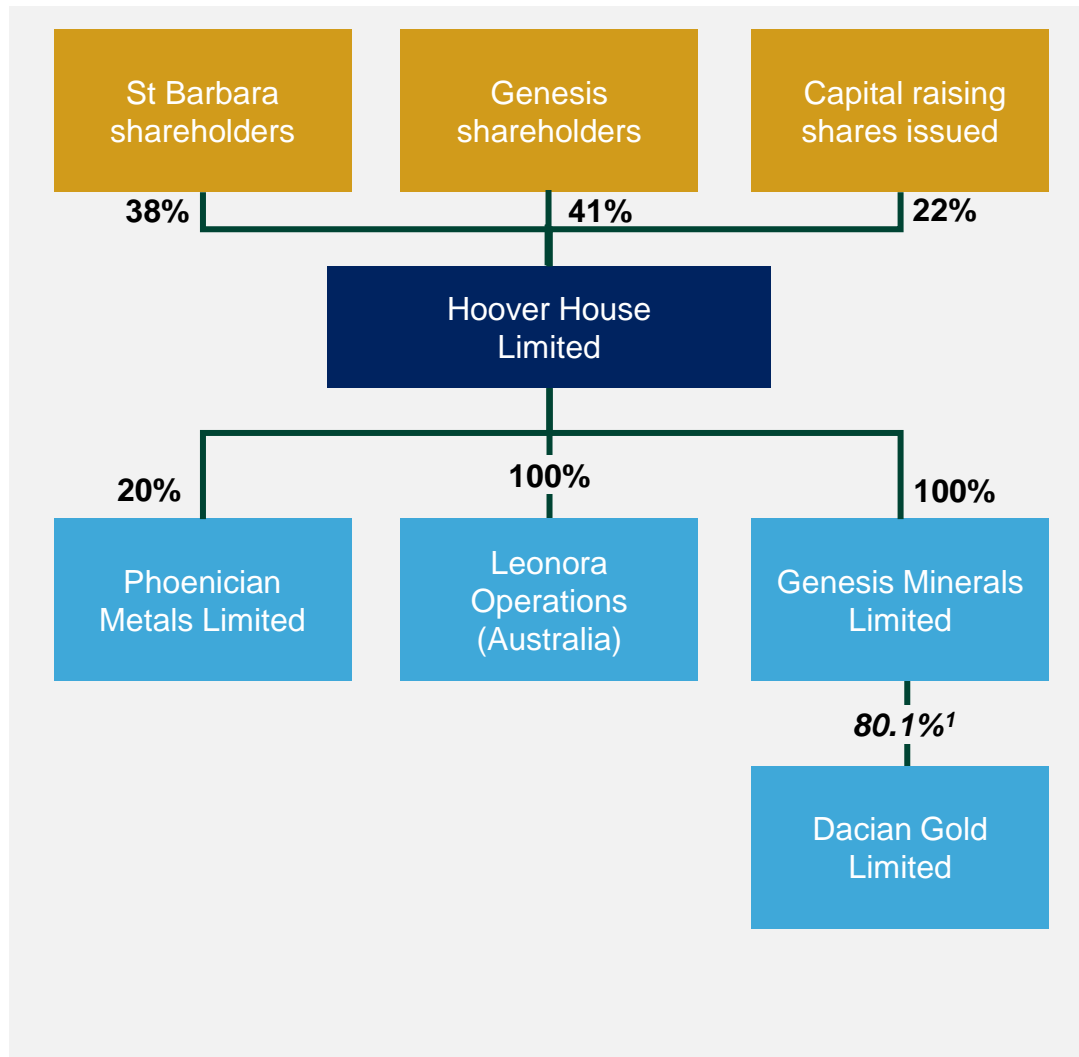 St Barbara
shareholders
Genesis
shareholders
Capital raising
shares issued
38%
41%
22%
Hoover House
Limited
20%
100%
100%
Phoenician
Metals Limited
Leonora
Operations
(Australia)
Genesis Minerals
Limited
80.1%¹
Dacian Gold
Limited